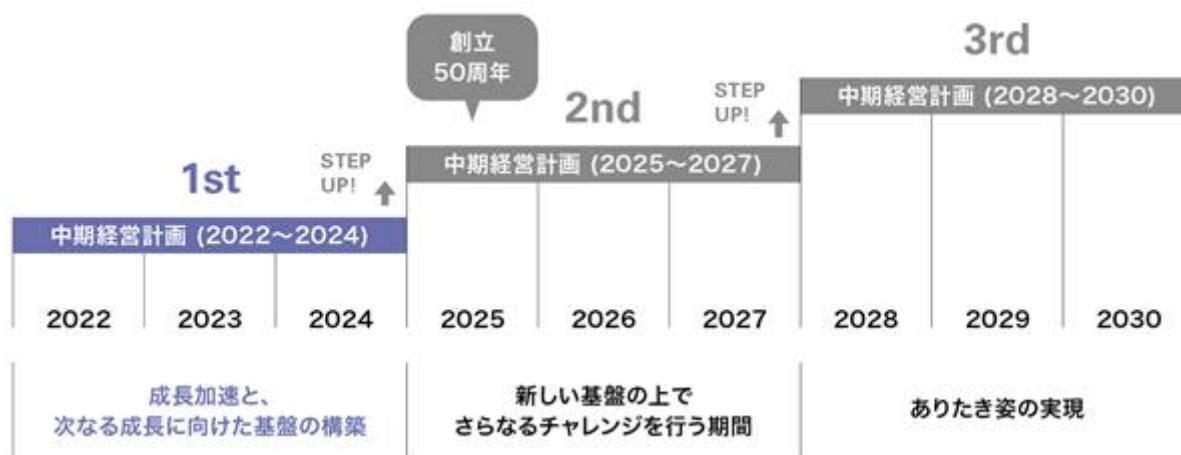 創立
50周年
3rd
中期経営計画 (2028〜2030)
STEP
UP!
2nd
中期経営計画 (2025〜2027)
STEP
UP!
1st
中期経営計画 (2022〜2024)
2022 2023 2024 2025 2026 2027 2028 2029 2030
成長加速と、
次なる成長に向けた基盤の構築
新しい基盤の上で
さらなるチャレンジを行う期間
ありたき姿の実現